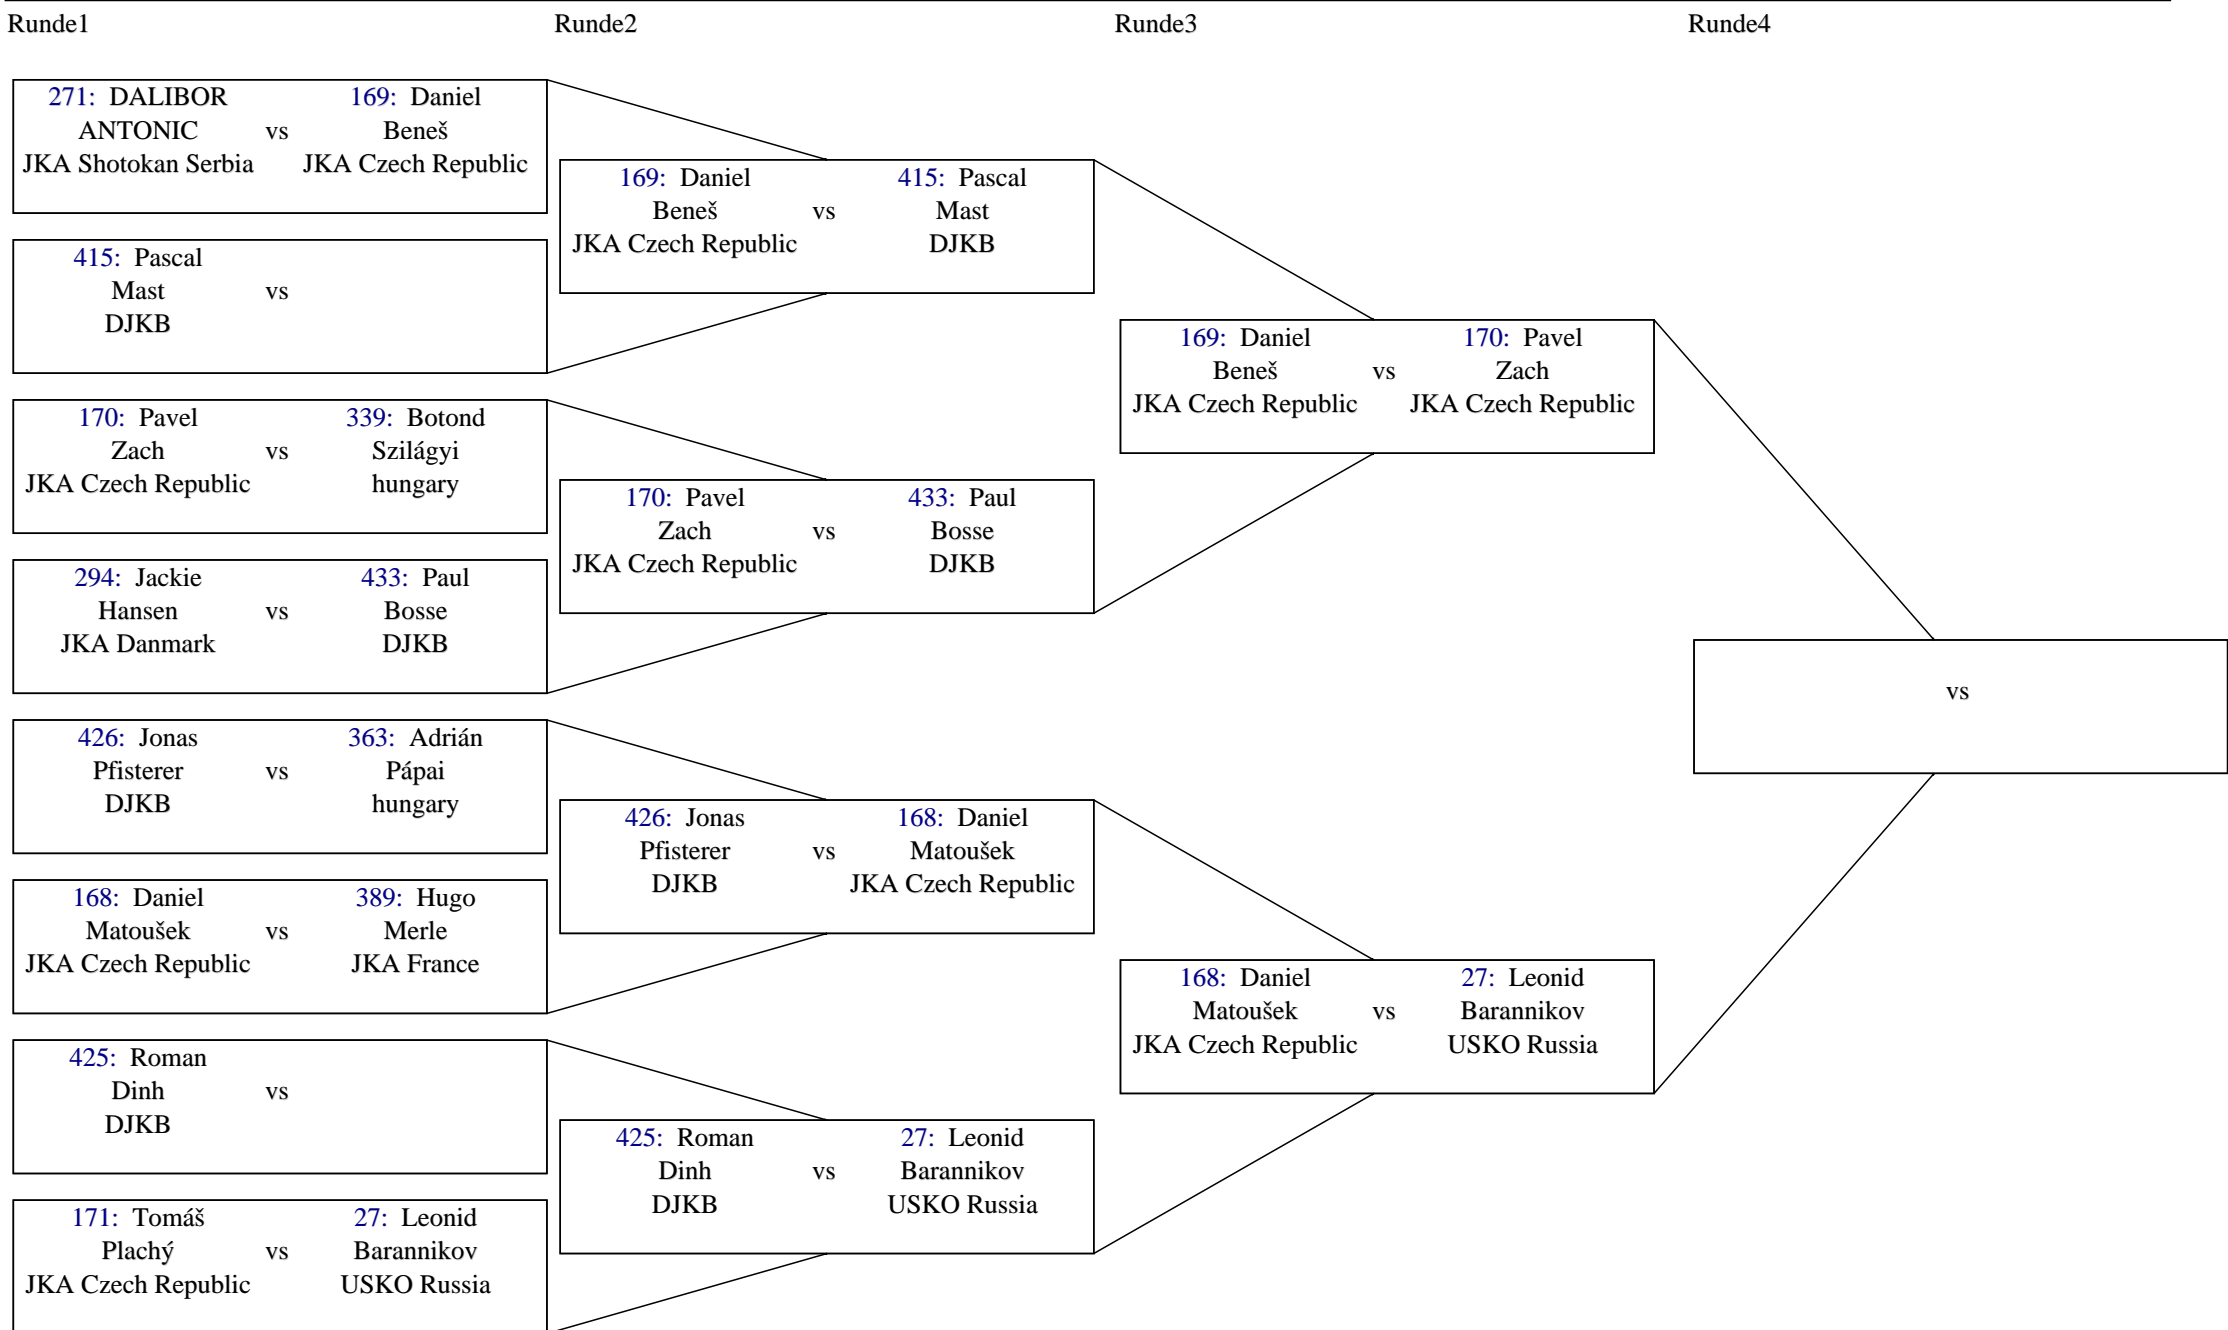 Runde1 Runde2 Runde3 Runde4
271: DALIBOR 169: Daniel
ANTONIC vs Beneš
JKA Shotokan Serbia JKA Czech Republic
415: Pascal
Mast vs
DJKB
170: Pavel 339: Botond
Zach vs Szilágyi
JKA Czech Republic hungary
294: Jackie 433: Paul
Hansen vs Bosse
JKA Danmark DJKB
426: Jonas 363: Adrián
Pfisterer vs Pápai
DJKB hungary
168: Daniel 389: Hugo
Matoušek vs Merle
JKA Czech Republic JKA France
425: Roman
Dinh vs
DJKB
171: Tomáš 27: Leonid
Plachý vs Barannikov
JKA Czech Republic USKO Russia
169: Daniel 415: Pascal
Beneš vs Mast
JKA Czech Republic DJKB
170: Pavel 433: Paul
Zach vs Bosse
JKA Czech Republic DJKB
426: Jonas 168: Daniel
Pfisterer vs Matoušek
DJKB JKA Czech Republic
425: Roman 27: Leonid
Dinh vs Barannikov
DJKB USKO Russia
169: Daniel 170: Pavel
Beneš vs Zach
JKA Czech Republic JKA Czech Republic
168: Daniel 27: Leonid
Matoušek vs Barannikov
JKA Czech Republic USKO Russia
vs